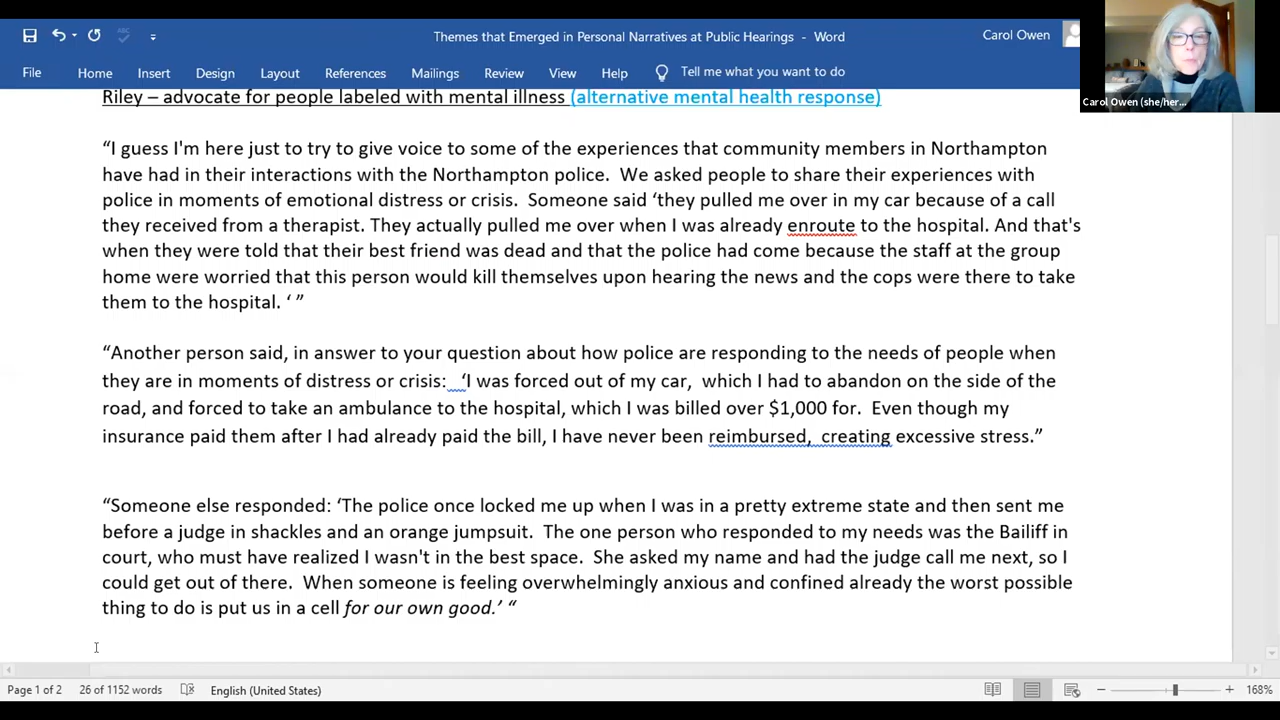 Themes that Emerged in Personal Narratives at Public Hearings - Word
Carol Owen
File Home Insert Design Layout References Mailings Review View Help Tell me what you want to do
Carol Owen (she/her...
Riley – advocate for people labeled with mental illness (alternative mental health response)
“I guess I'm here just to try to give voice to some of the experiences that community members in Northampton
have had in their interactions with the Northampton police.  We asked people to share their experiences with
police in moments of emotional distress or crisis.  Someone said ‘they pulled me over in my car because of a call
they received from a therapist. They actually pulled me over when I was already enroute to the hospital. And that's
when they were told that their best friend was dead and that the police had come because the staff at the group
home were worried that this person would kill themselves upon hearing the news and the cops were there to take
them to the hospital. ‘ ”
“Another person said, in answer to your question about how police are responding to the needs of people when
they are in moments of distress or crisis:   ‘I was forced out of my car,  which I had to abandon on the side of the
road, and forced to take an ambulance to the hospital, which I was billed over $1,000 for.  Even though my
insurance paid them after I had already paid the bill, I have never been reimbursed,  creating excessive stress.”
“Someone else responded: ‘The police once locked me up when I was in a pretty extreme state and then sent me
before a judge in shackles and an orange jumpsuit.  The one person who responded to my needs was the Bailiff in
court, who must have realized I wasn't in the best space.  She asked my name and had the judge call me next, so I
could get out of there.  When someone is feeling overwhelmingly anxious and confined already the worst possible
thing to do is put us in a cell for our own good.’ “
Page 1 of 2 26 of 1152 words English (United States) 168%